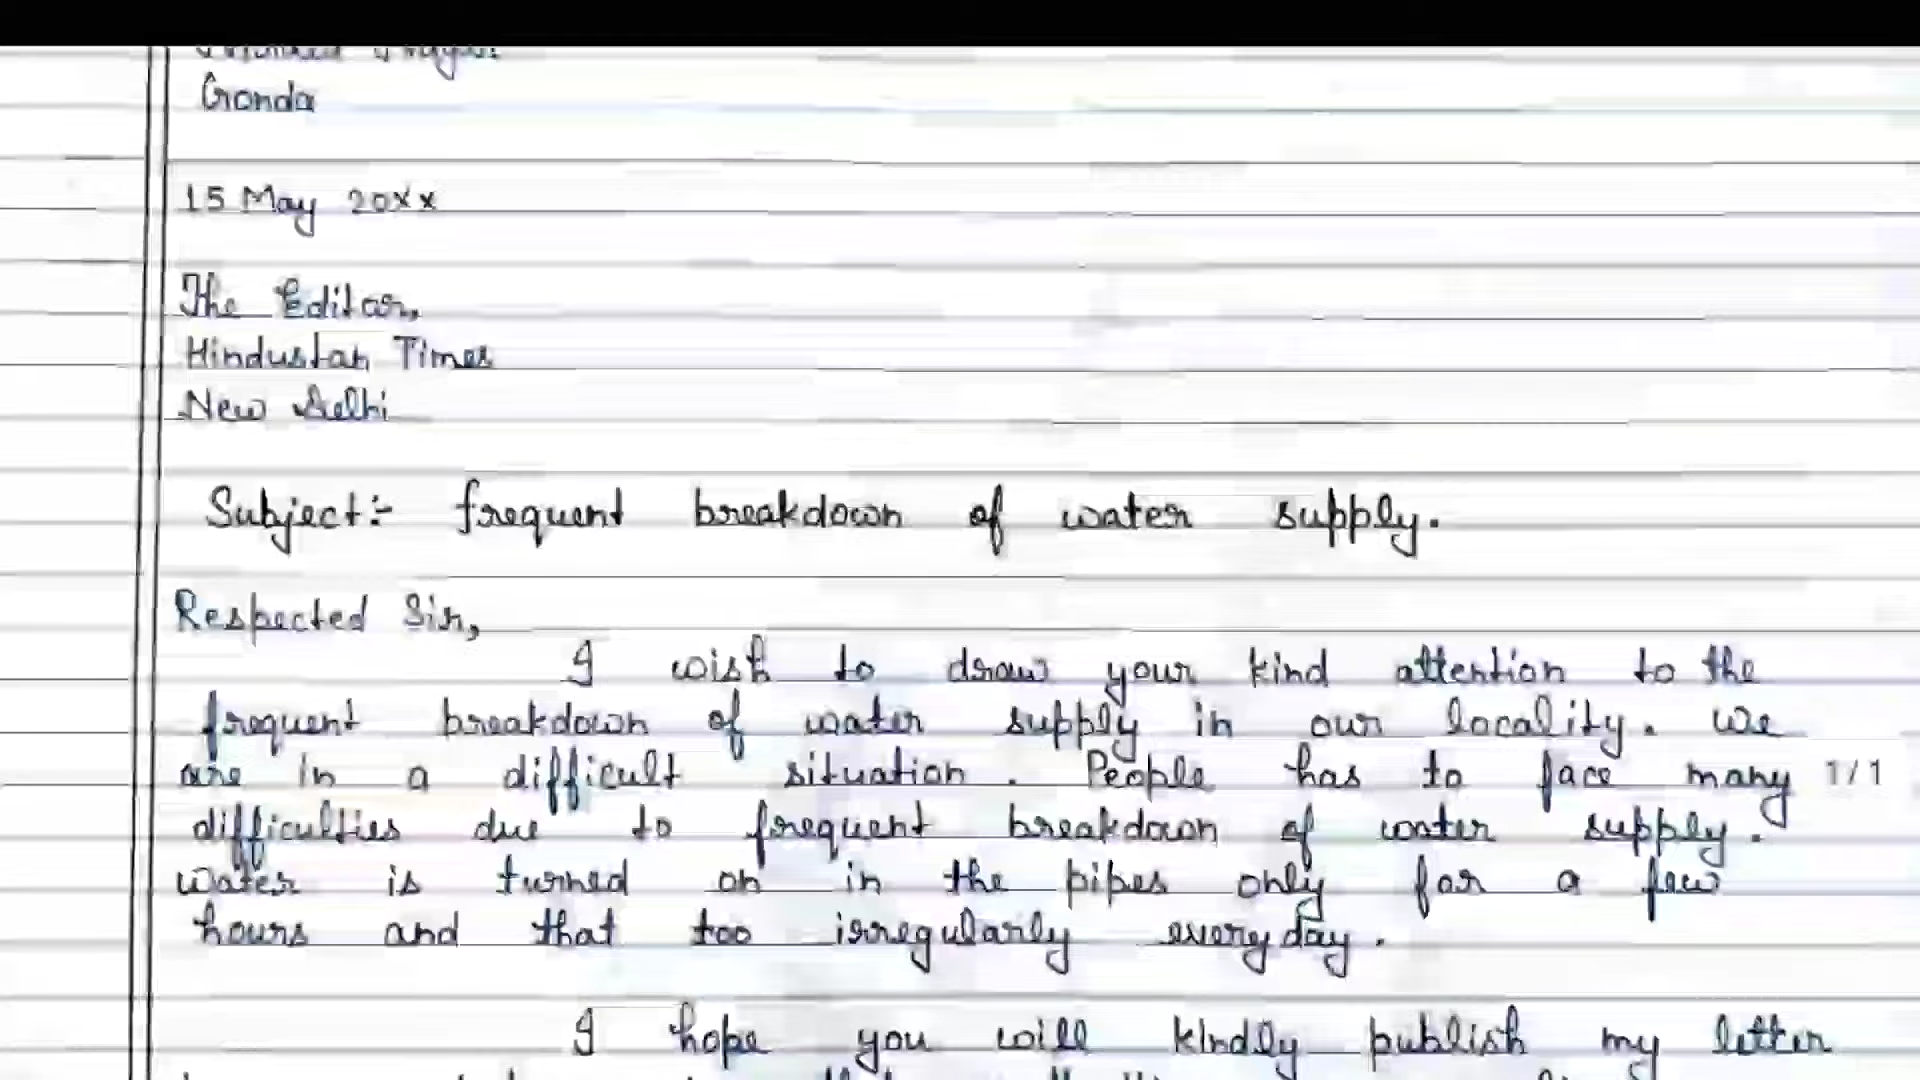 Gonda
15 May 20xx
The Editor,
Hindustan Times
New Delhi
Subject:- frequent breakdown of water supply.
Respected Sir,
I wish to draw your kind attention to the
frequent breakdown of water supply in our locality. We
are in a difficult situation. People has to face many
1/1
difficulties due to frequent breakdown of water supply.
Water is turned on in the pipes only for a few
hours and that too irregularly everyday.
I hope you will kindly publish my letter